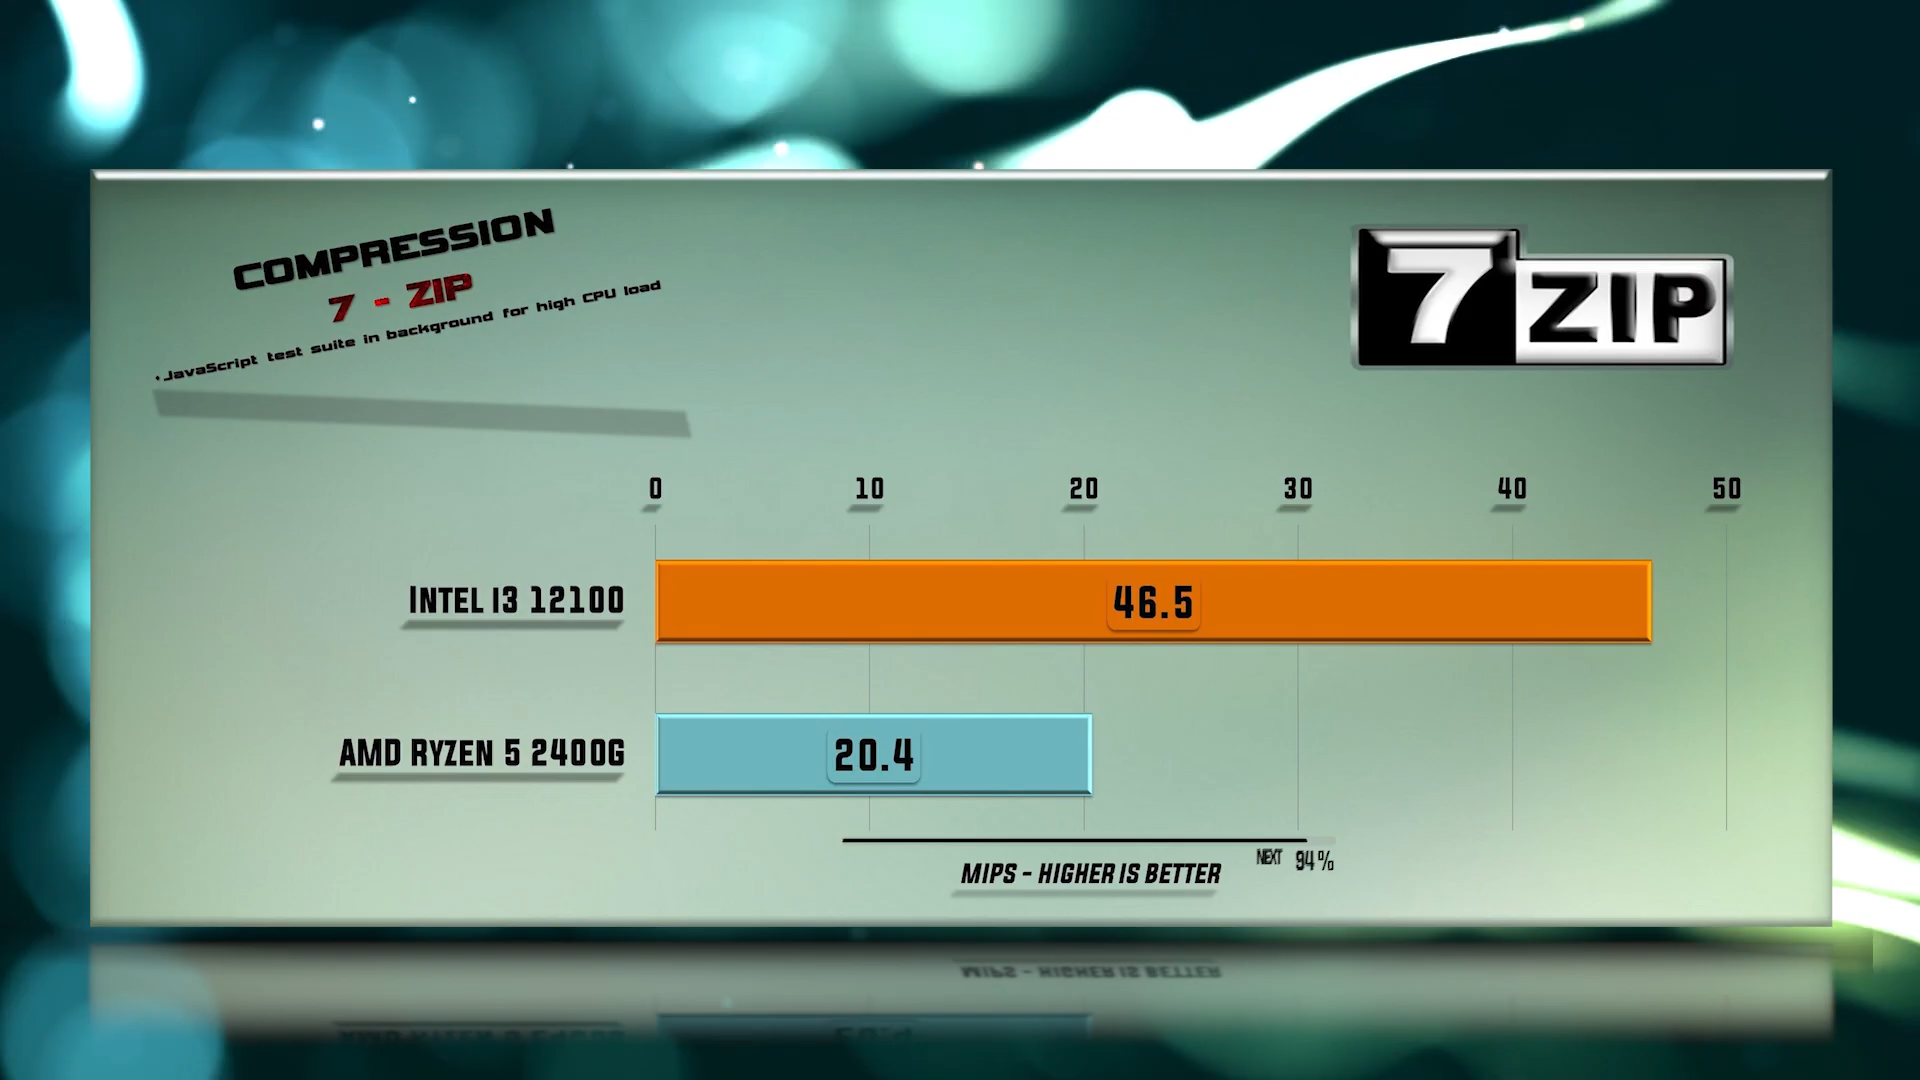 COMPRESSION
7 - ZIP
*JavaScript test suite in background for high CPU load
7 ZIP
0 10 20 30 40 50
INTEL I3 12100 46.5
AMD RYZEN 5 2400G 20.4
NEXT 94%
MIPS - HIGHER IS BETTER